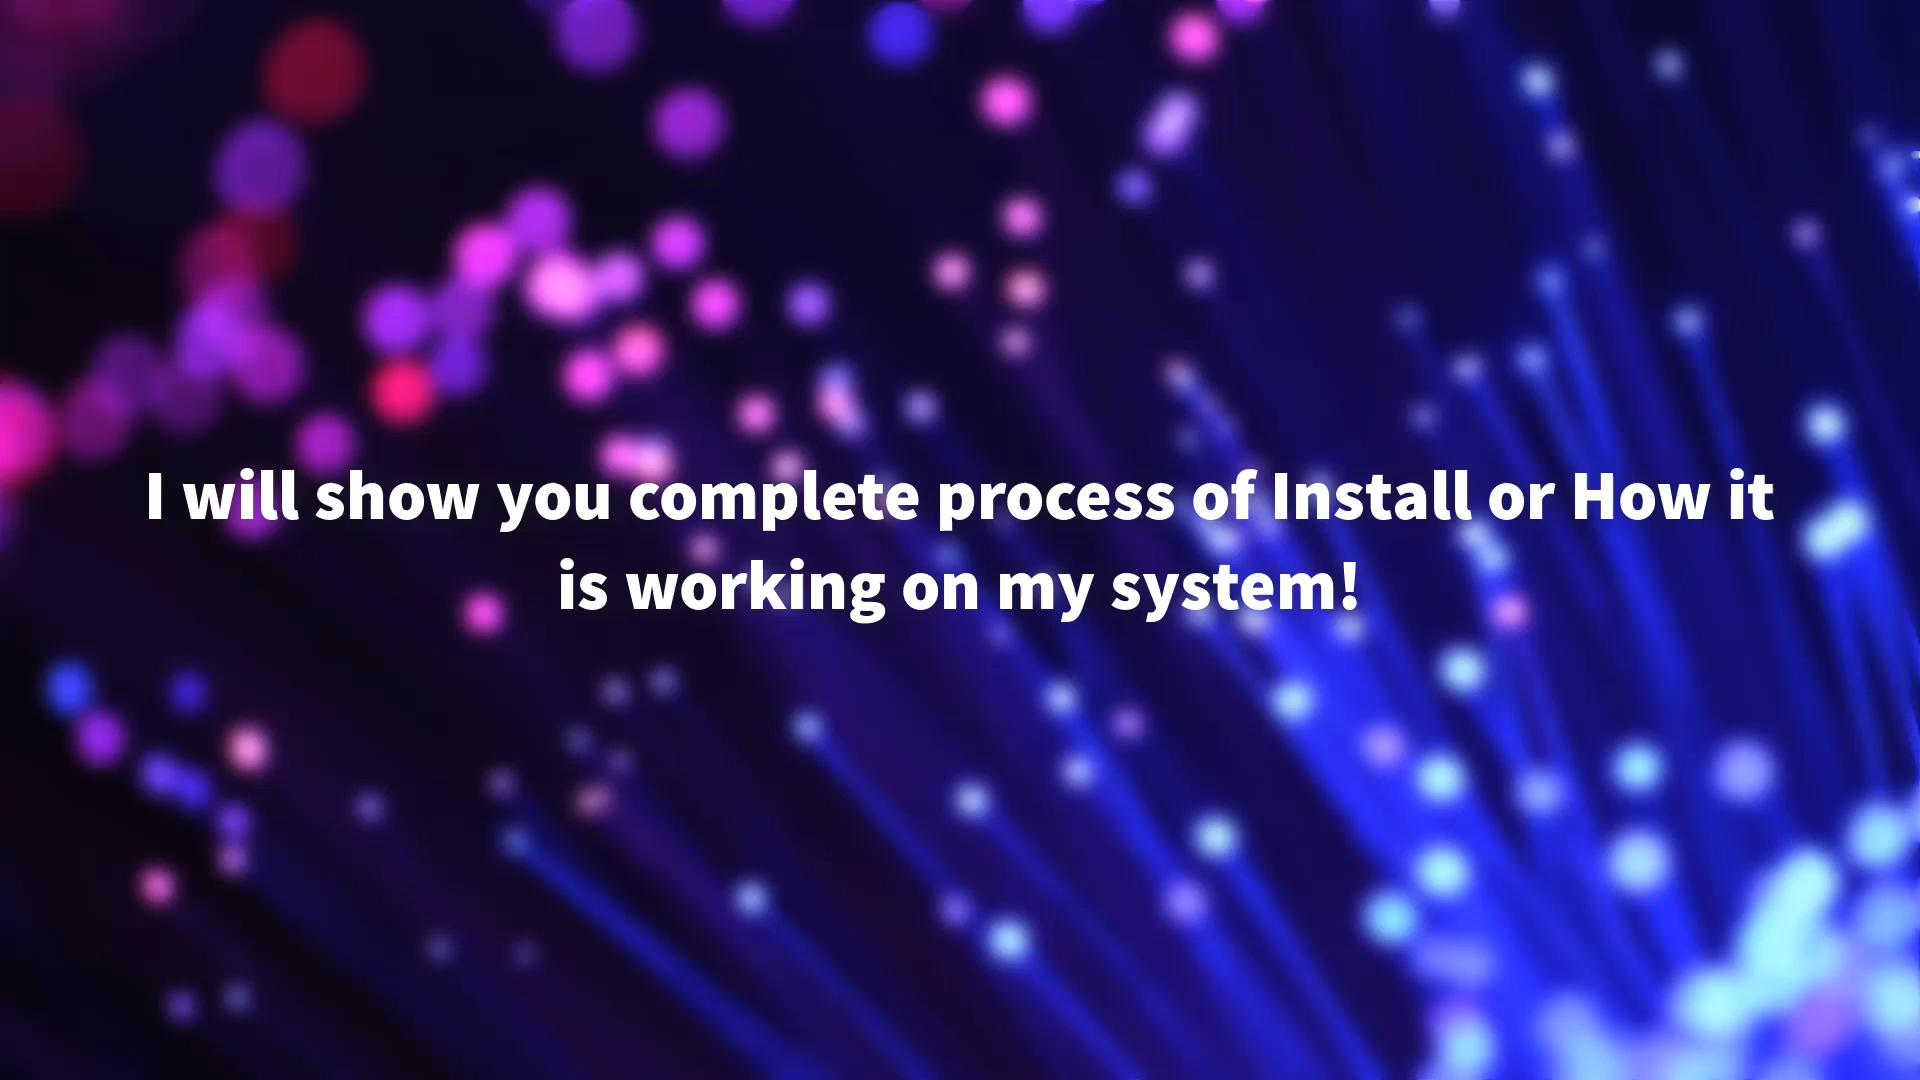 I will show you complete process of Install or How it
is working on my system!